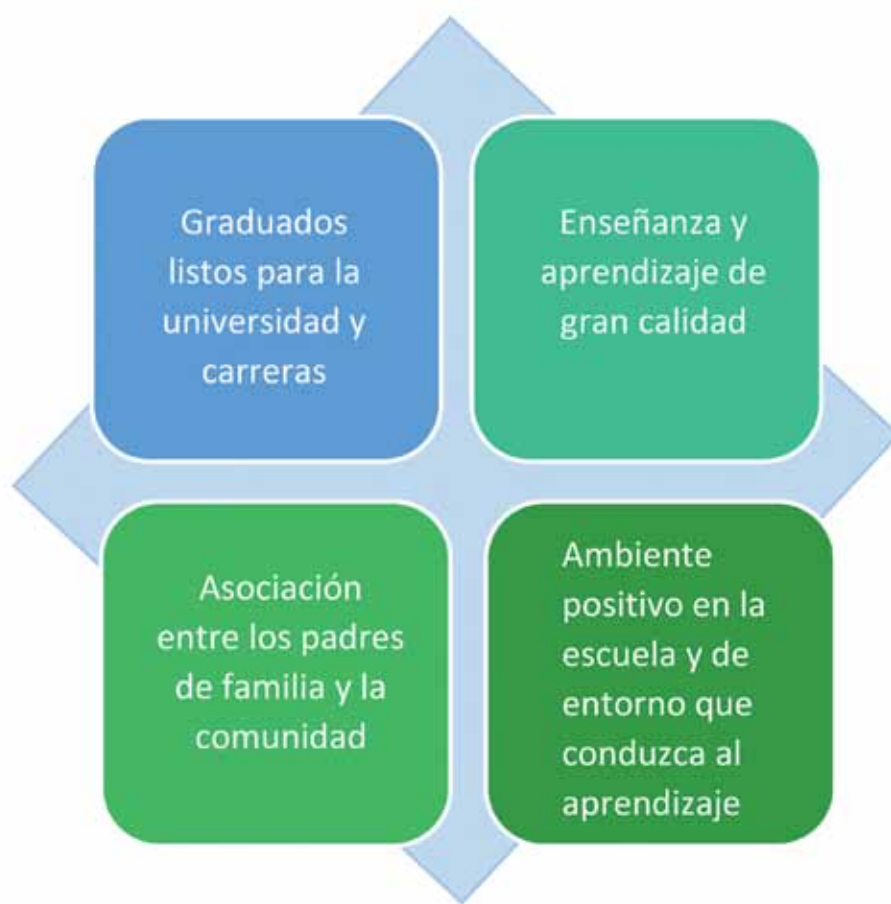 Graduados
listos para la
universidad y
carreras
Enseñanza y
aprendizaje de
gran calidad
Asociación
entre los padres
de familia y la
comunidad
Ambiente
positivo en la
escuela y de
entorno que
conduzca al
aprendizaje